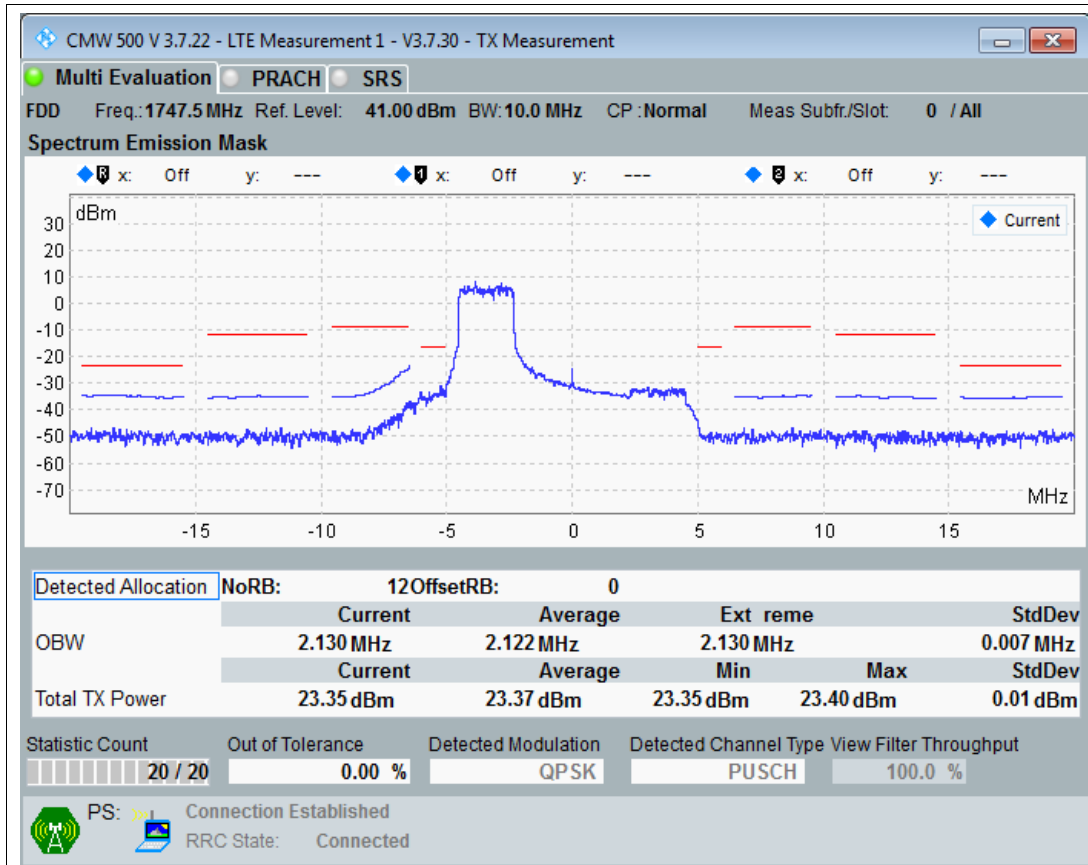 CMW 500 V 3.7.22 - LTE Measurement 1 - V3.7.30 - TX Measurement
Multi Evaluation PRACH SRS
FDD Freq.: 1747.5 MHz Ref. Level: 41.00 dBm BW: 10.0 MHz CP : Normal Meas Subfr./Slot: 0 / All
Spectrum Emission Mask
R x: Off y: --- 1 x: Off y: --- 2 x: Off y: ---
dBm
Current
30
20
10
0
-10
-20
-30
-40
-50
-60
-70
MHz
-15 -10 -5 0 5 10 15
Detected Allocation NoRB: 12 OffsetRB: 0
Current Average Ext reme StdDev
OBW 2.130 MHz 2.122 MHz 2.130 MHz 0.007 MHz
Current Average Min Max StdDev
Total TX Power 23.35 dBm 23.37 dBm 23.35 dBm 23.40 dBm 0.01 dBm
Statistic Count Out of Tolerance Detected Modulation Detected Channel Type View Filter Throughput
20 / 20 0.00 % QPSK PUSCH 100.0 %
PS: Connection Established
RRC State: Connected